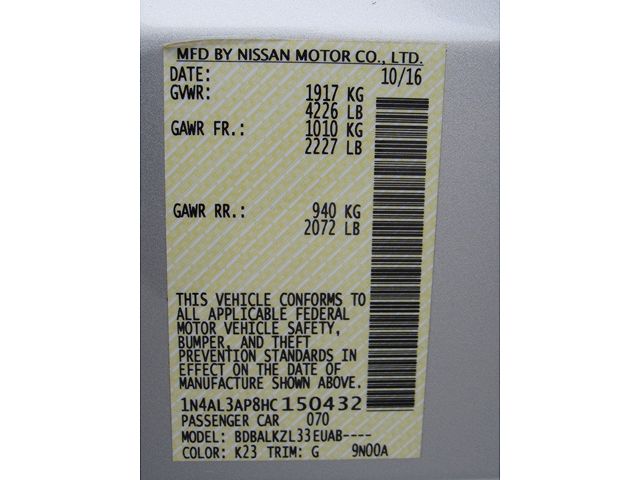 MFD BY NISSAN MOTOR CO., LTD.
DATE: 10/16
GVWR: 1917 KG
4226 LB
GAWR FR.: 1010 KG
2227 LB
GAWR RR.: 940 KG
2072 LB
THIS VEHICLE CONFORMS TO
ALL APPLICABLE FEDERAL
MOTOR VEHICLE SAFETY,
BUMPER, AND THEFT
PREVENTION STANDARDS IN
EFFECT ON THE DATE OF
MANUFACTURE SHOWN ABOVE.
1N4AL3AP8HC150432
PASSENGER CAR 070
MODEL: BDBALKZL33EUAB----
COLOR: K23 TRIM: G 9N00A